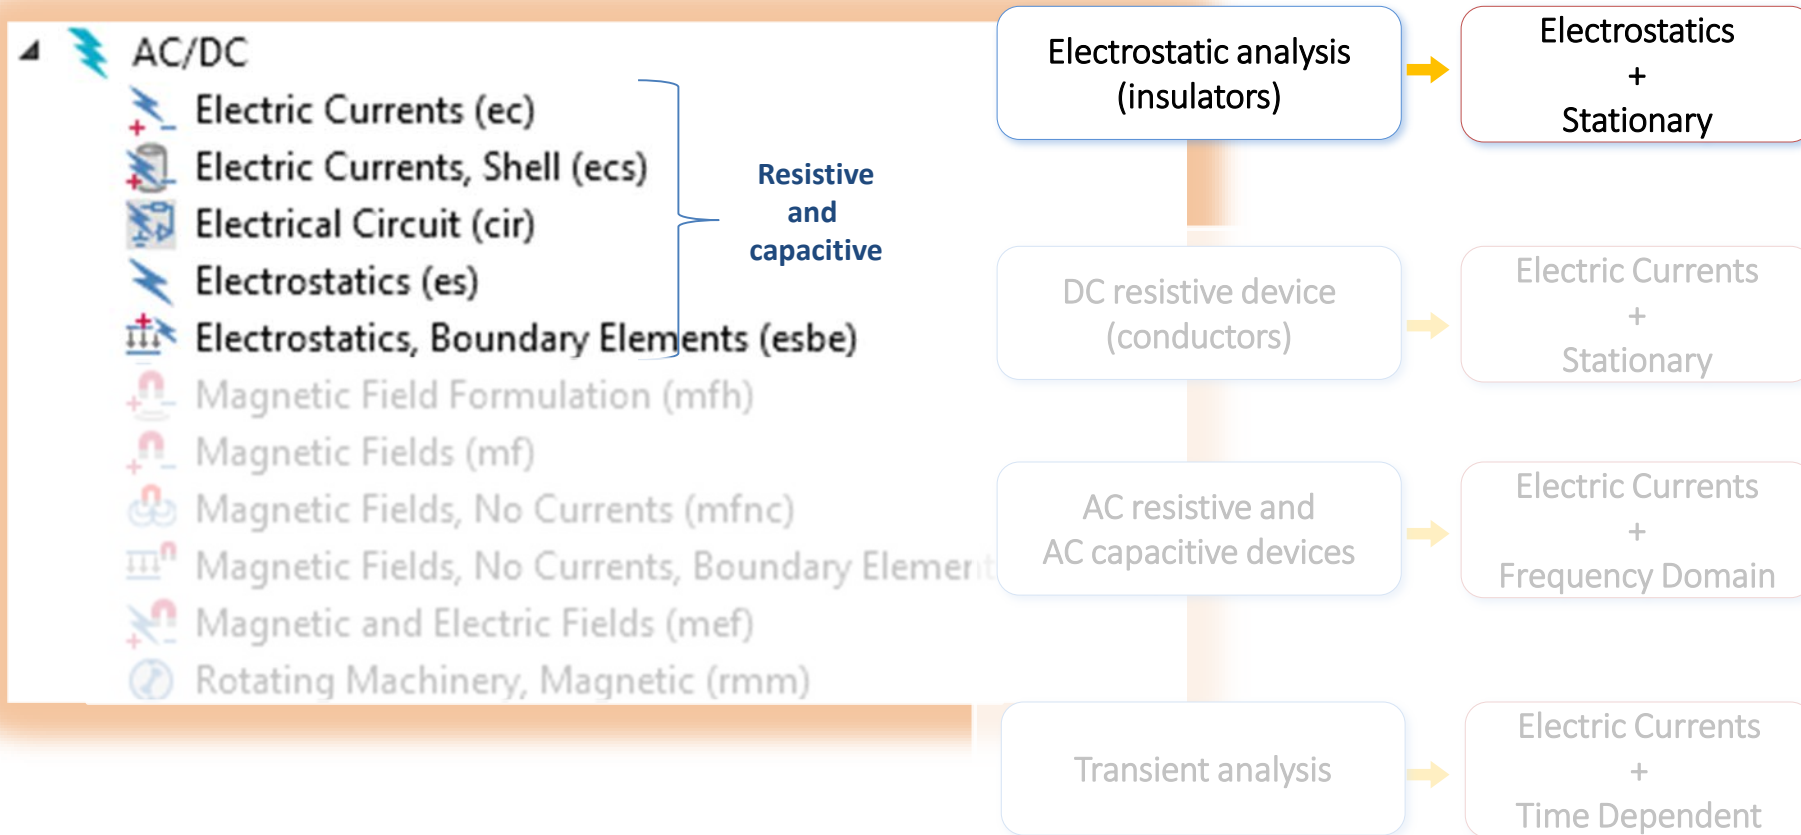 AC/DC
Electric Currents (ec)
Electric Currents, Shell (ecs)
Electrical Circuit (cir)
Electrostatics (es)
Electrostatics, Boundary Elements (esbe)
Magnetic Field Formulation (mfh)
Magnetic Fields (mf)
Magnetic Fields, No Currents (mfnc)
Magnetic Fields, No Currents, Boundary Element
Magnetic and Electric Fields (mef)
Rotating Machinery, Magnetic (rmm)
Resistive
and
capacitive
Electrostatic analysis
(insulators)
Electrostatics
+
Stationary
DC resistive device
(conductors)
Electric Currents
+
Stationary
AC resistive and
AC capacitive devices
Electric Currents
+
Frequency Domain
Transient analysis
Electric Currents
+
Time Dependent